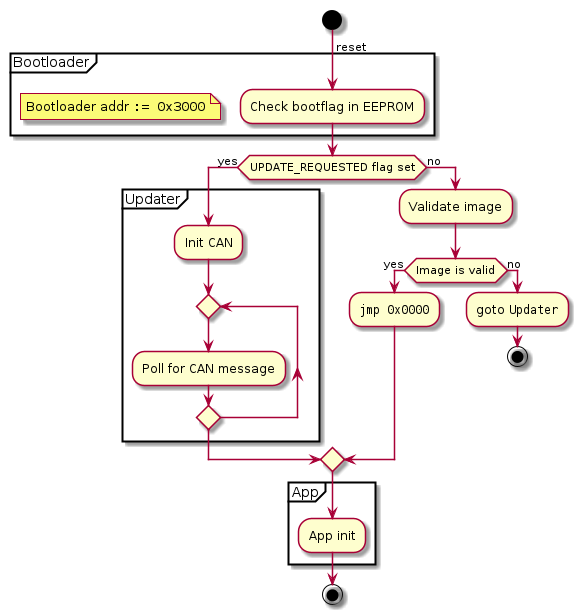 reset
Bootloader
Bootloader addr := 0x3000
Check bootflag in EEPROM
yes
UPDATE_REQUESTED flag set
no
Updater
Validate image
Init CAN
yes
Image is valid
no
jmp 0x0000
goto Updater
Poll for CAN message
App
App init